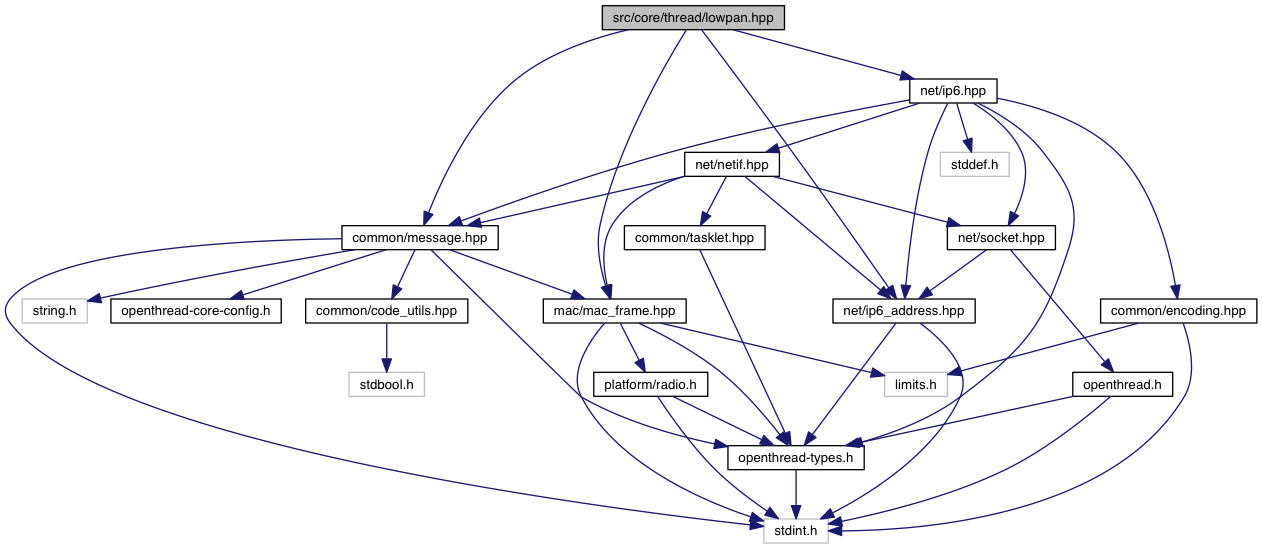 src/core/thread/lowpan.hpp
net/ip6.hpp
net/netif.hpp
stddef.h
common/message.hpp
common/tasklet.hpp
net/socket.hpp
string.h
openthread-core-config.h
common/code_utils.hpp
mac/mac_frame.hpp
net/ip6_address.hpp
common/encoding.hpp
stdbool.h
platform/radio.h
limits.h
openthread.h
openthread-types.h
stdint.h